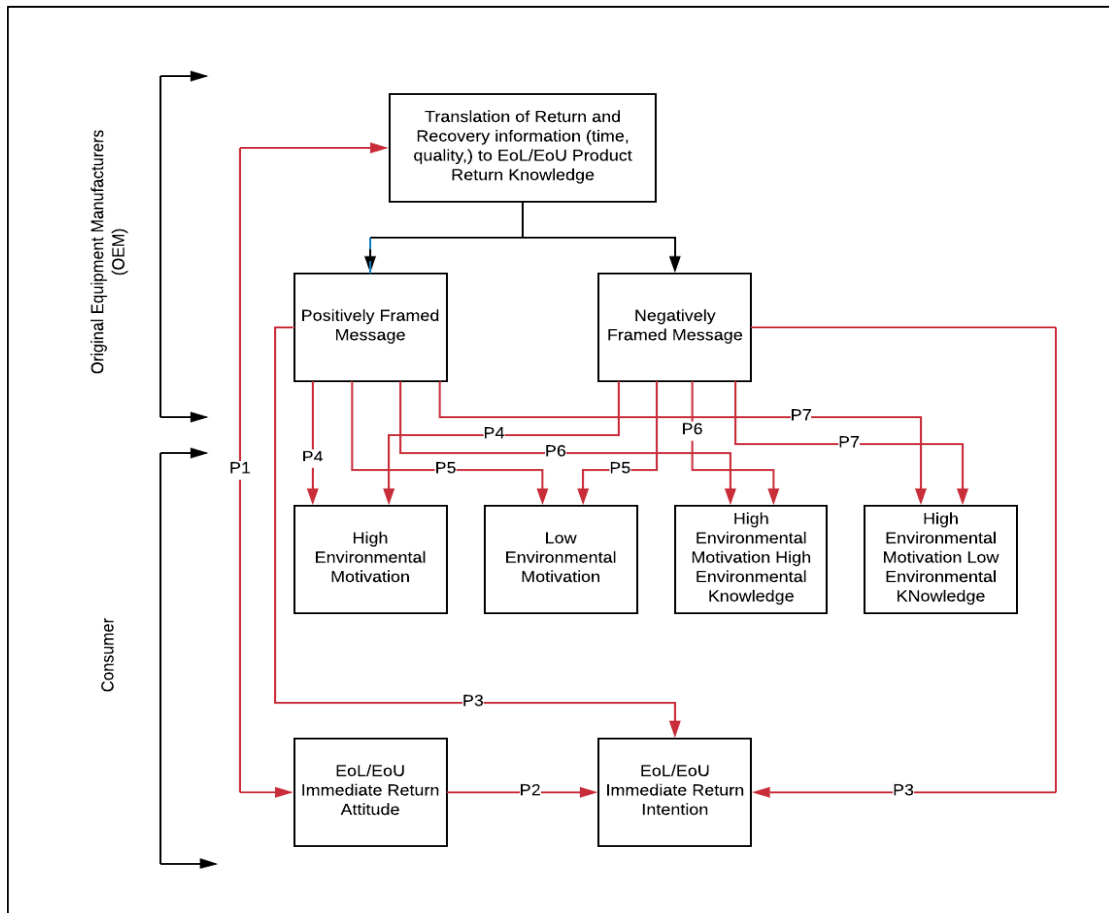 Translation of Return and
Recovery information (time,
quality,) to EoL/EoU Product
Return Knowledge
Original Equipment Manufacturers
(OEM)
Positively Framed
Message
Negatively
Framed Message
P7
P4
P6
P7
P4
P6
P1
P5
P5
High
Environmental
Motivation
Low
Environmental
Motivation
High
Environmental
Motivation High
Environmental
Knowledge
High
Environmental
Motivation Low
Environmental
KNowledge
Consumer
P3
EoL/EoU
Immediate Return
Attitude
P2
EoL/EoU
Immediate Return
Intention
P3